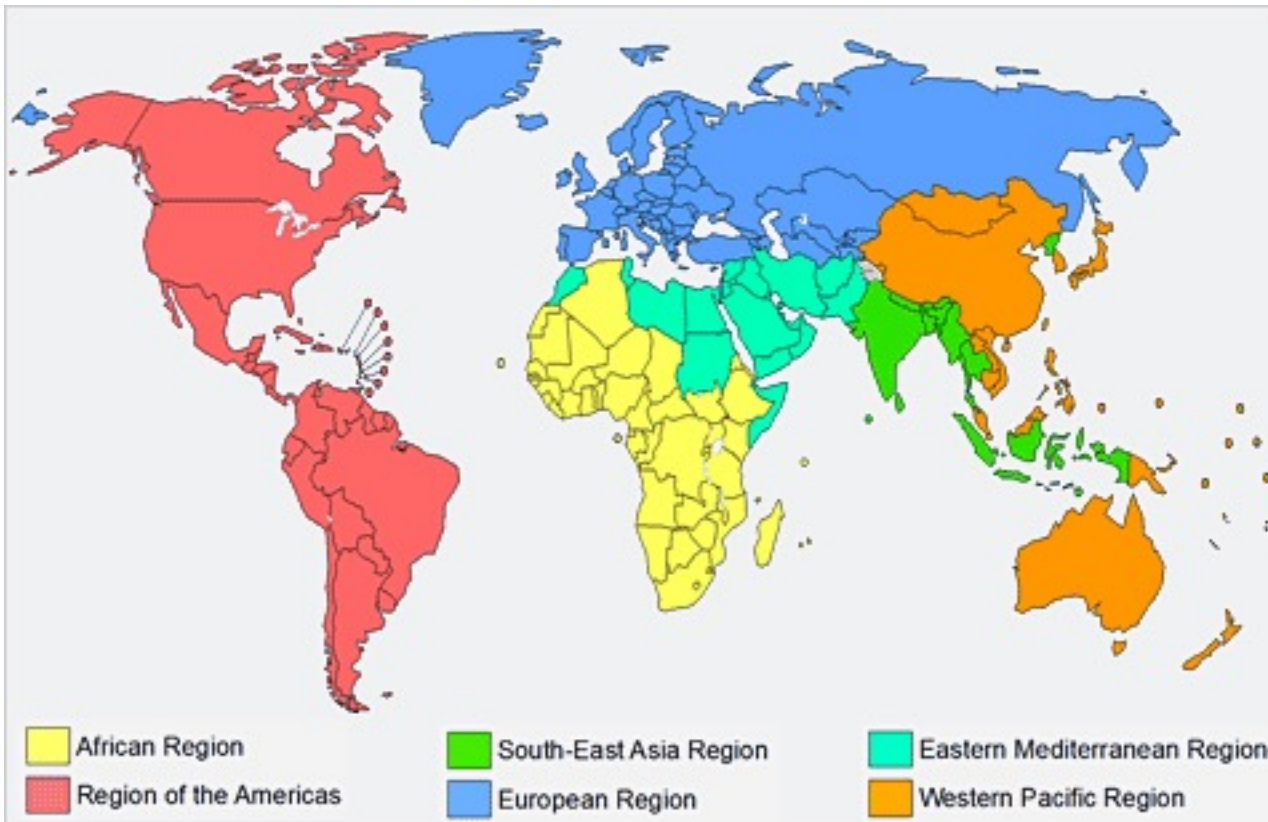 African Region
South-East Asia Region
Eastern Mediterranean Region
Region of the Americas
European Region
Western Pacific Region